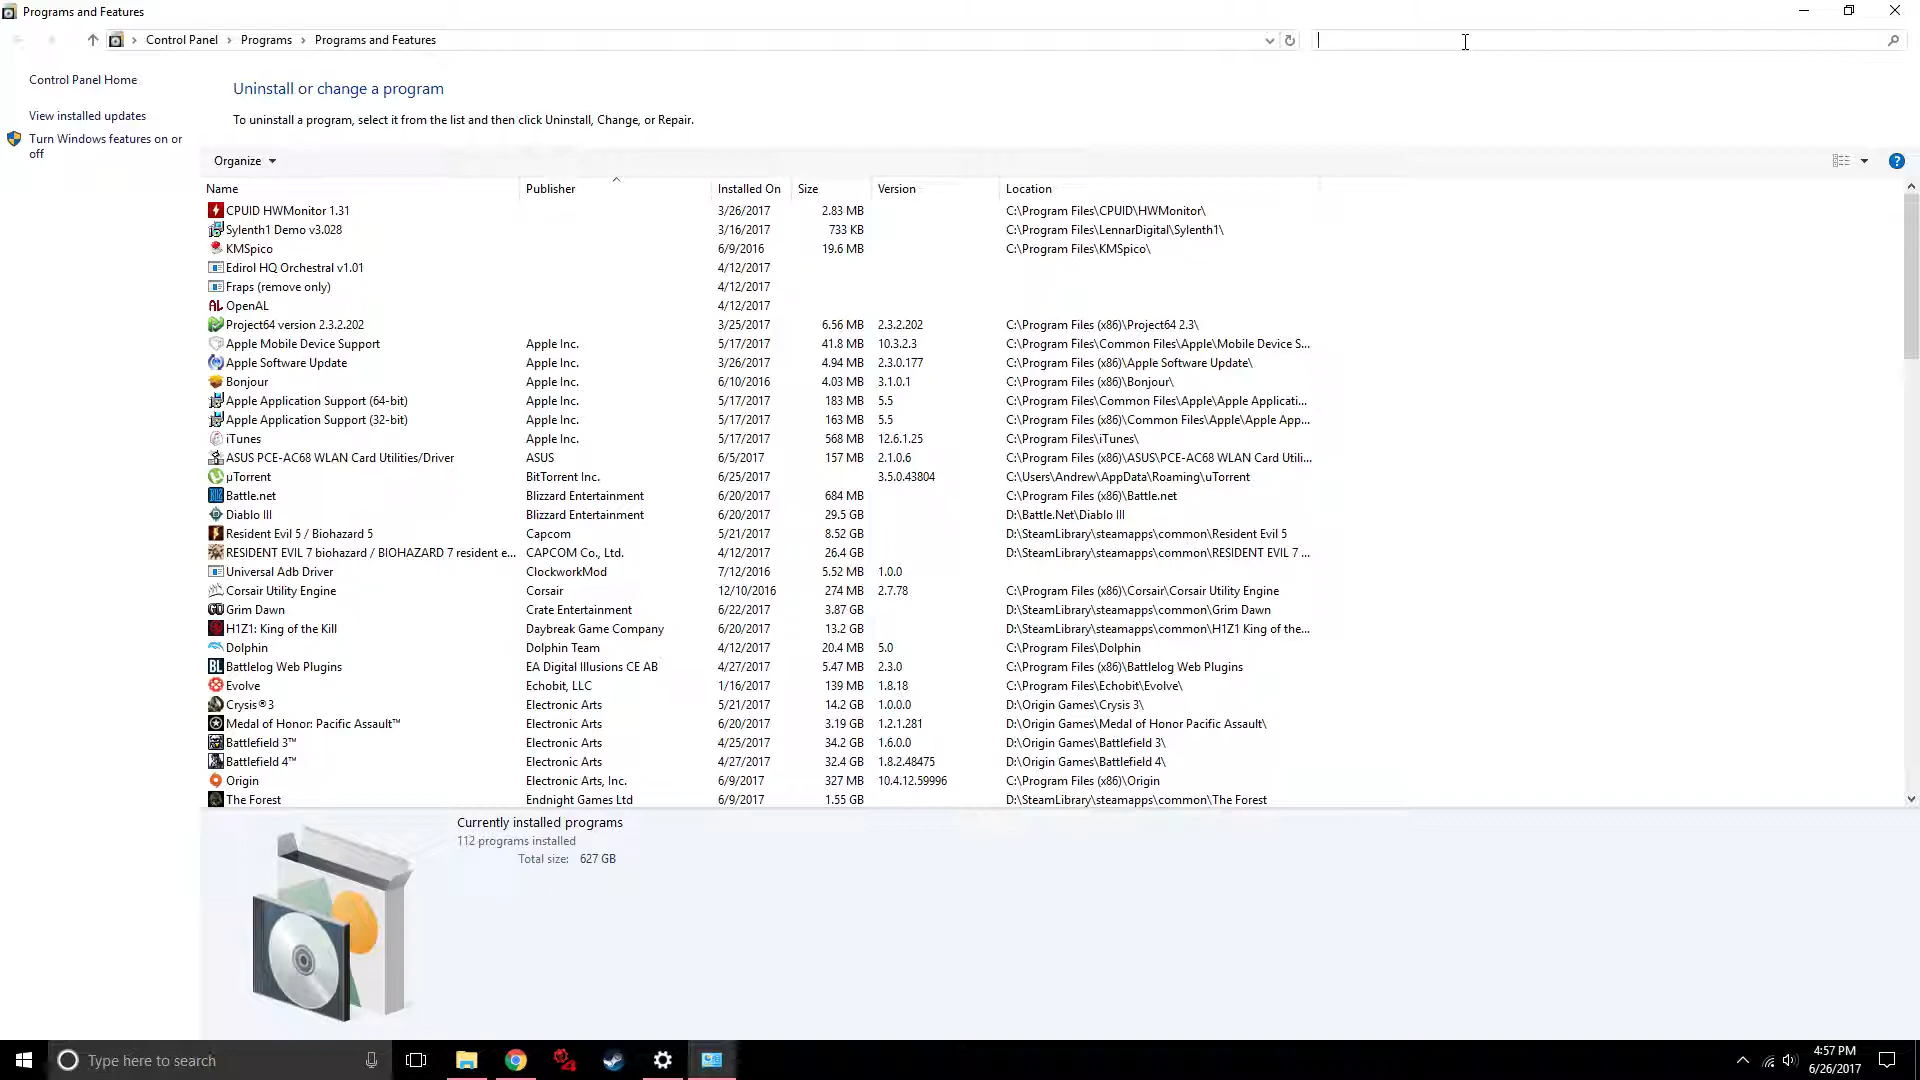 Programs and Features
Control Panel > Programs > Programs and Features
Control Panel Home
View installed updates
Turn Windows features on or
off
Uninstall or change a program
To uninstall a program, select it from the list and then click Uninstall, Change, or Repair.
Organize
Name Publisher Installed On Size Version Location
CPUID HWMonitor 1.31 3/26/2017 2.83 MB C:\Program Files\CPUID\HWMonitor\
Sylenth1 Demo v3.028 3/16/2017 733 KB C:\Program Files\LennarDigital\Sylenth1\
KMSpico 6/9/2016 19.6 MB C:\Program Files\KMSpico\
Edirol HQ Orchestral v1.01 4/12/2017
Fraps (remove only) 4/12/2017
AL OpenAL 4/12/2017
Project64 version 2.3.2.202 3/25/2017 6.56 MB 2.3.2.202 C:\Program Files (x86)\Project64 2.3\
Apple Mobile Device Support Apple Inc. 5/17/2017 41.8 MB 10.3.2.3 C:\Program Files\Common Files\Apple\Mobile Device S...
Apple Software Update Apple Inc. 3/26/2017 4.94 MB 2.3.0.177 C:\Program Files (x86)\Apple Software Update\
Bonjour Apple Inc. 6/10/2016 4.03 MB 3.1.0.1 C:\Program Files (x86)\Bonjour\
Apple Application Support (64-bit) Apple Inc. 5/17/2017 183 MB 5.5 C:\Program Files\Common Files\Apple\Apple Applicati...
Apple Application Support (32-bit) Apple Inc. 5/17/2017 163 MB 5.5 C:\Program Files (x86)\Common Files\Apple\Apple App...
iTunes Apple Inc. 5/17/2017 568 MB 12.6.1.25 C:\Program Files\iTunes\
ASUS PCE-AC68 WLAN Card Utilities/Driver ASUS 6/5/2017 157 MB 2.1.0.6 C:\Program Files (x86)\ASUS\PCE-AC68 WLAN Card Utili...
µTorrent BitTorrent Inc. 6/25/2017 3.5.0.43804 C:\Users\Andrew\AppData\Roaming\uTorrent
Battle.net Blizzard Entertainment 6/20/2017 684 MB C:\Program Files (x86)\Battle.net
Diablo III Blizzard Entertainment 6/20/2017 29.5 GB D:\Battle.Net\Diablo III
Resident Evil 5 / Biohazard 5 Capcom 5/21/2017 8.52 GB D:\SteamLibrary\steamapps\common\Resident Evil 5
RESIDENT EVIL 7 biohazard / BIOHAZARD 7 resident e... CAPCOM Co., Ltd. 4/12/2017 26.4 GB D:\SteamLibrary\steamapps\common\RESIDENT EVIL 7 ...
Universal Adb Driver ClockworkMod 7/12/2016 5.52 MB 1.0.0
Corsair Utility Engine Corsair 12/10/2016 274 MB 2.7.78 C:\Program Files (x86)\Corsair\Corsair Utility Engine
Grim Dawn Crate Entertainment 6/22/2017 3.87 GB D:\SteamLibrary\steamapps\common\Grim Dawn
H1Z1: King of the Kill Daybreak Game Company 6/20/2017 13.2 GB D:\SteamLibrary\steamapps\common\H1Z1 King of the...
Dolphin Dolphin Team 4/12/2017 20.4 MB 5.0 C:\Program Files\Dolphin
BL Battlelog Web Plugins EA Digital Illusions CE AB 4/27/2017 5.47 MB 2.3.0 C:\Program Files (x86)\Battlelog Web Plugins
Evolve Echobit, LLC 1/16/2017 139 MB 1.8.18 C:\Program Files\Echobit\Evolve\
Crysis®3 Electronic Arts 5/21/2017 14.2 GB 1.0.0.0 D:\Origin Games\Crysis 3\
Medal of Honor: Pacific Assault™ Electronic Arts 6/20/2017 3.19 GB 1.2.1.281 D:\Origin Games\Medal of Honor Pacific Assault\
Battlefield 3™ Electronic Arts 4/25/2017 34.2 GB 1.6.0.0 D:\Origin Games\Battlefield 3\
Battlefield 4™ Electronic Arts 4/27/2017 32.4 GB 1.8.2.48475 D:\Origin Games\Battlefield 4\
Origin Electronic Arts, Inc. 6/9/2017 327 MB 10.4.12.59996 C:\Program Files (x86)\Origin
The Forest Endnight Games Ltd 6/9/2017 1.55 GB D:\SteamLibrary\steamapps\common\The Forest
Currently installed programs
112 programs installed
Total size: 627 GB
Type here to search
4:57 PM
6/26/2017